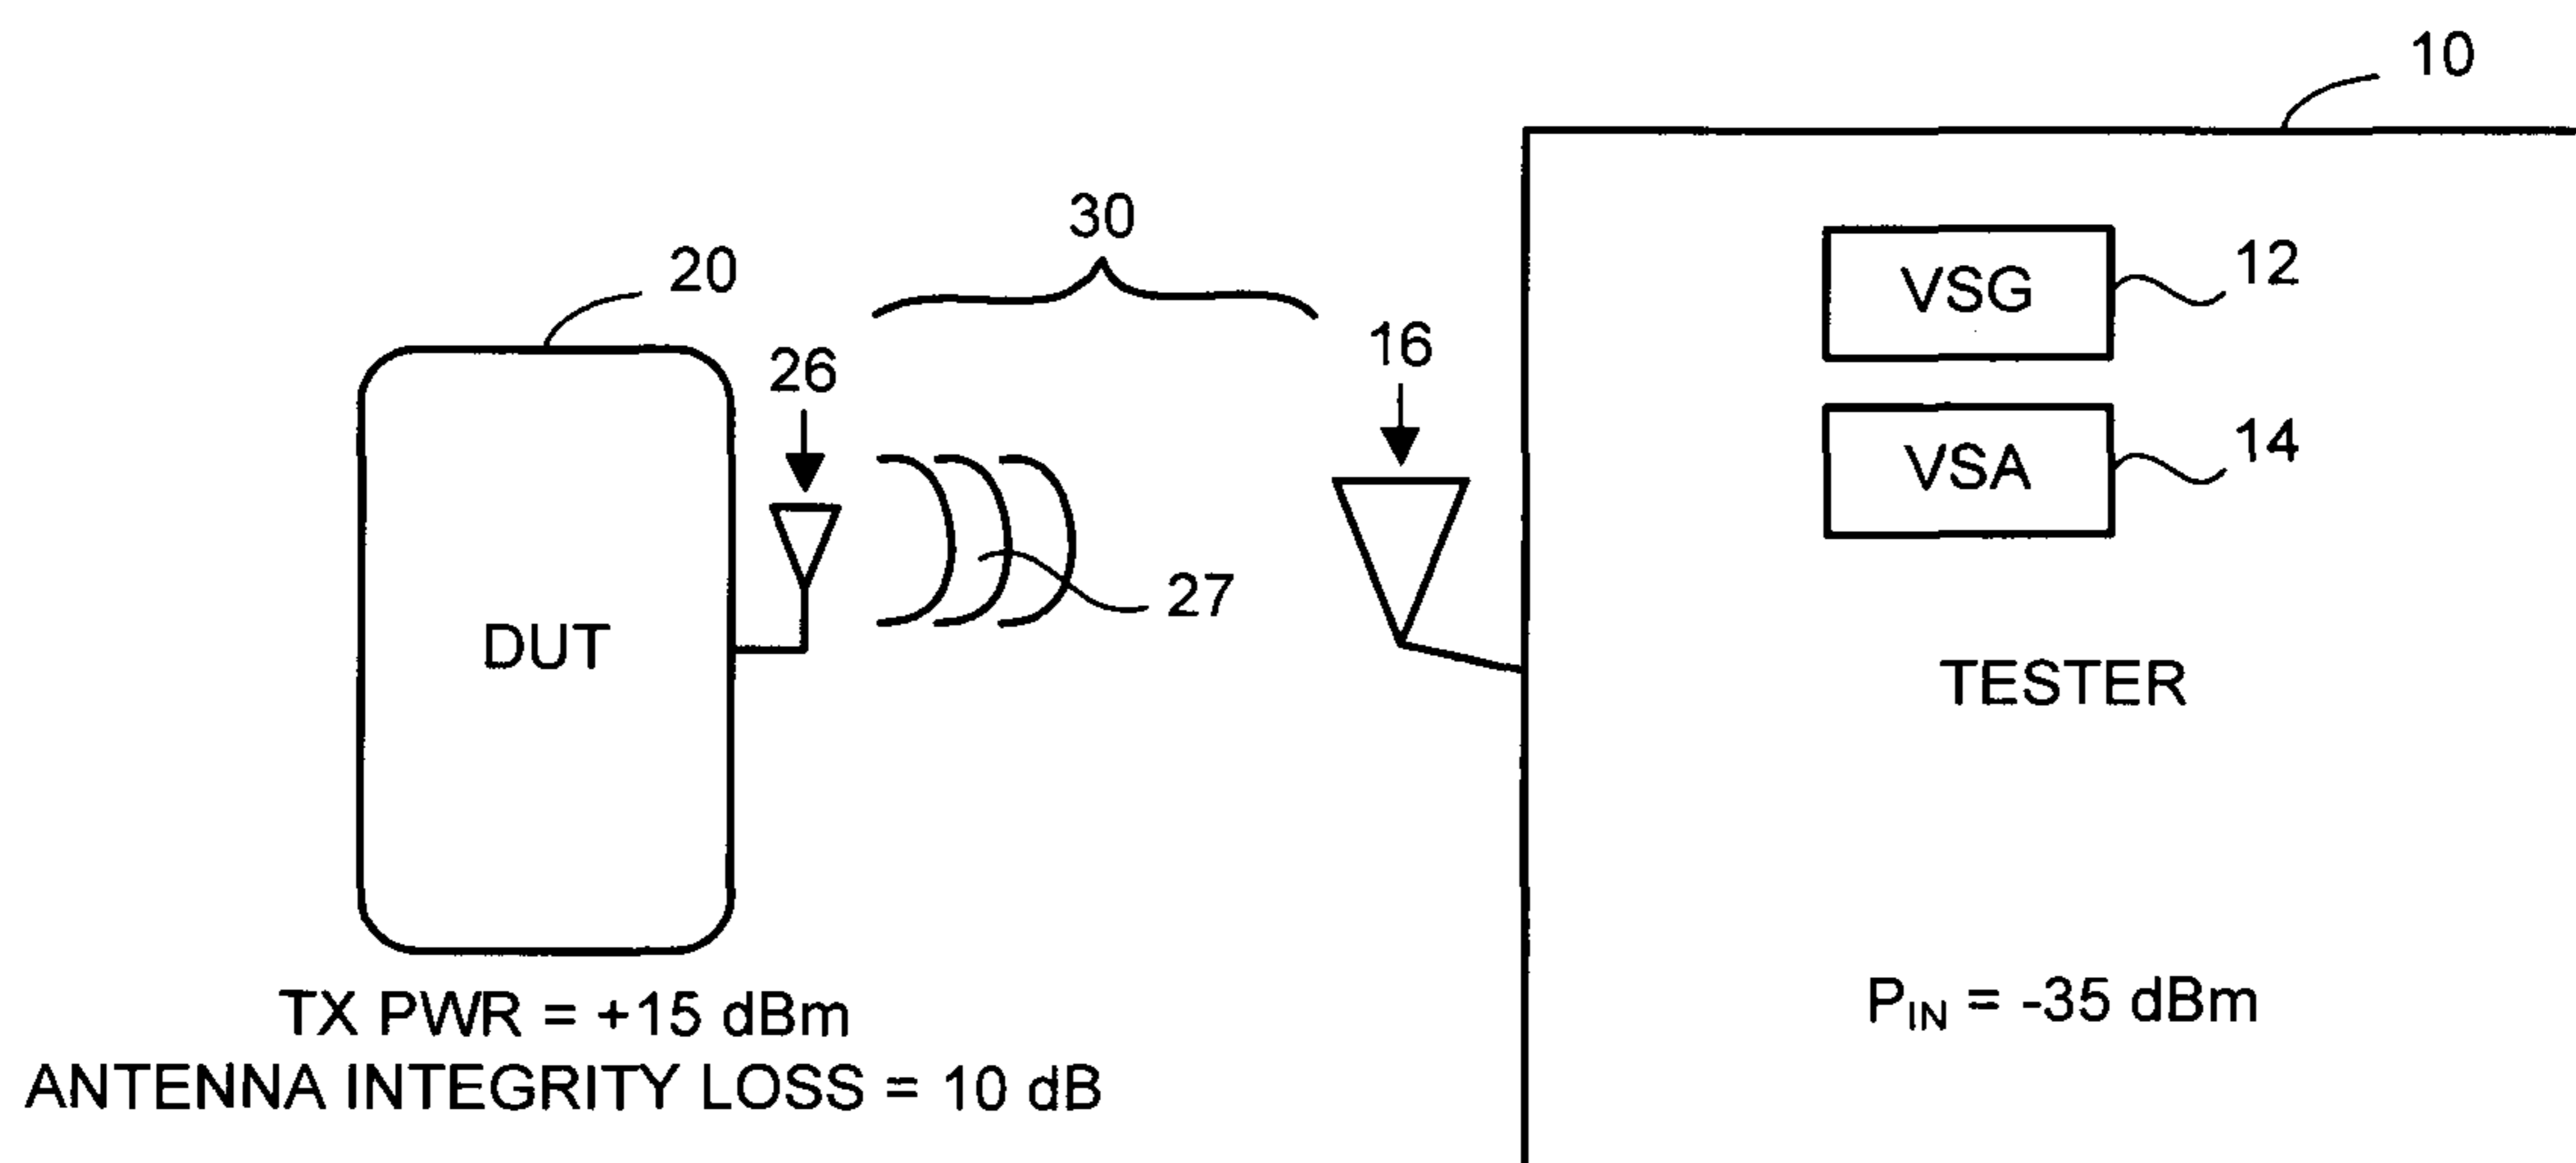 10
30
20
VSG
12
16
26
VSA
14
27
DUT
TESTER
TX PWR = +15 dBm
P_IN = -35 dBm
ANTENNA INTEGRITY LOSS = 10 dB